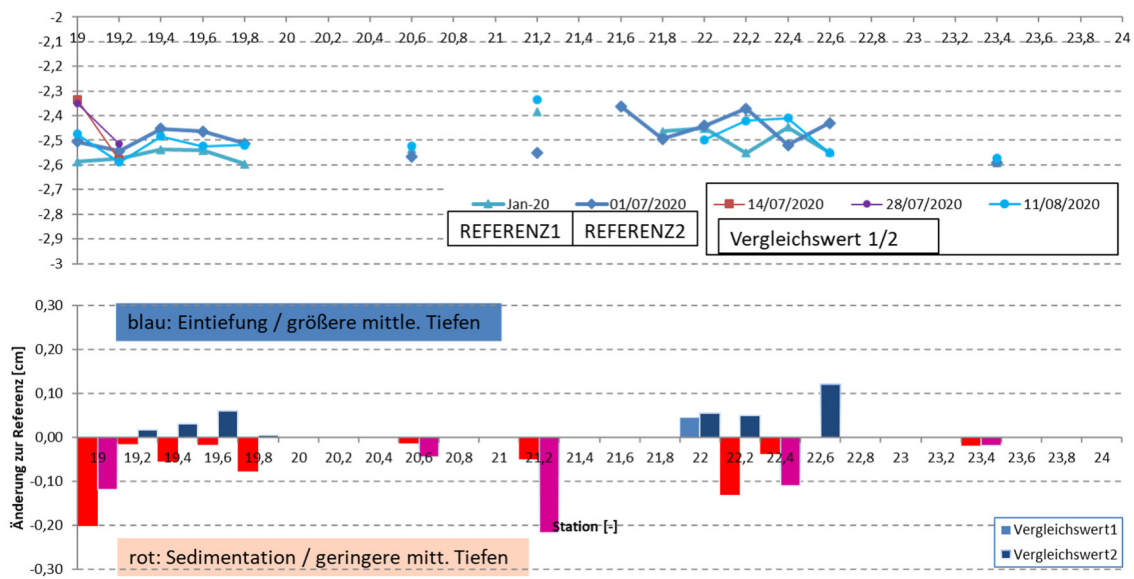 -2
19 19,2 19,4 19,6 19,8 20 20,2 20,4 20,6 20,8 21 21,2 21,4 21,6 21,8 22 22,2 22,4 22,6 22,8 23 23,2 23,4 23,6 23,8 24
-2,1
-2,2
-2,3
-2,4
-2,5
-2,6
-2,7
-2,8
-2,9
-3
Jan-20 01/07/2020 14/07/2020 28/07/2020 11/08/2020
REFERENZ1 REFERENZ2 Vergleichswert 1/2
Änderung zur Referenz [cm]
0,30
0,20
0,10
0,00
-0,10
-0,20
-0,30
blau: Eintiefung / größere mittle. Tiefen
19 19,2 19,4 19,6 19,8 20 20,2 20,4 20,6 20,8 21 21,2 21,4 21,6 21,8 22 22,2 22,4 22,6 22,8 23 23,2 23,4 23,6 23,8 24
Station [-]
Vergleichswert1
Vergleichswert2
rot: Sedimentation / geringere mitt. Tiefen